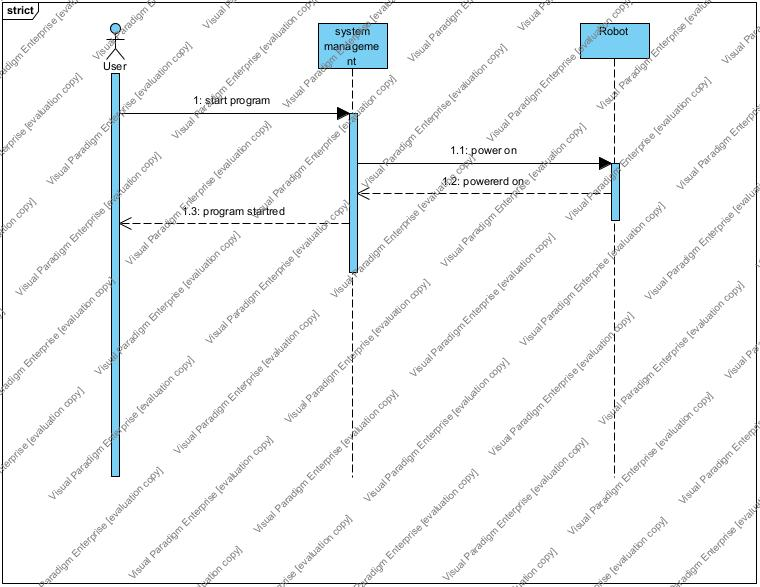 strict
User
system
manageme
nt
Robot
1: start program
1.1: power on
1.2: powererd on
1.3: program startred
Visual Paradigm Enterprise [evaluation copy]